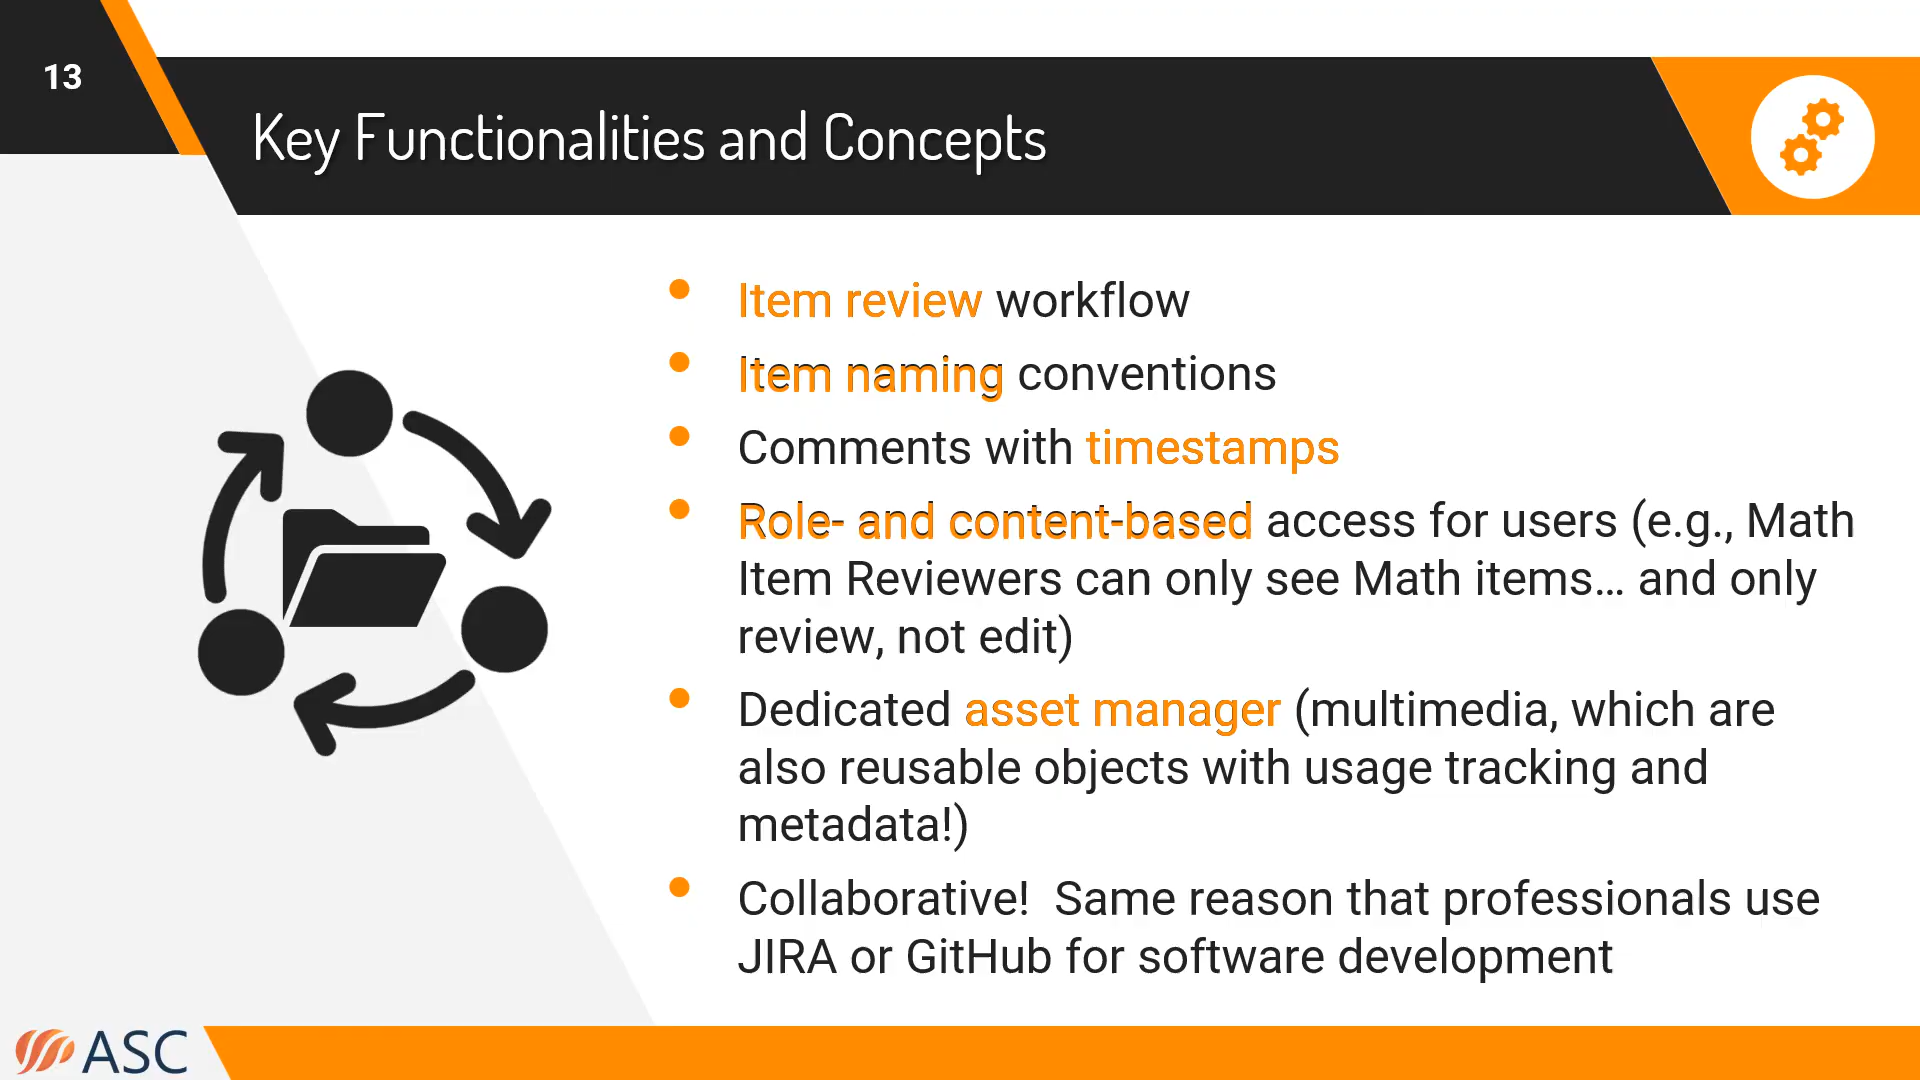 13
Key Functionalities and Concepts
Item review workflow
Item naming conventions
Comments with timestamps
Role- and content-based access for users (e.g., Math
Item Reviewers can only see Math items... and only
review, not edit)
Dedicated asset manager (multimedia, which are
also reusable objects with usage tracking and
metadata!)
Collaborative!  Same reason that professionals use
JIRA or GitHub for software development
ASC